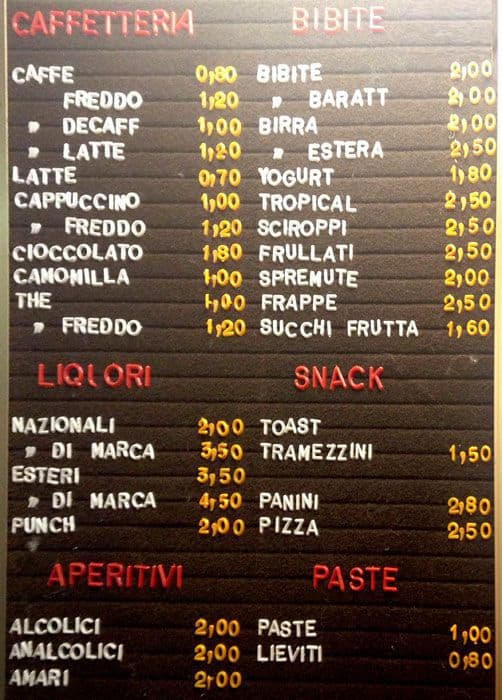 CAFFETTERIA
CAFFE 0,80
FREDDO 1,20
" DECAFF 1,00
" LATTE 1,20
LATTE 0,70
CAPPUCCINO 1,00
" FREDDO 1,20
CIOCCOLATO 1,80
CAMOMILLA 1,00
THE 1,00
" FREDDO 1,20
LIQUORI
NAZIONALI 2,00
" DI MARCA 3,50
ESTERI 3,50
" DI MARCA 4,50
PUNCH 2,00
APERITIVI
ALCOLICI 2,00
ANALCOLICI 2,00
AMARI 2,00
BIBITE
BIBITE 2,00
" BARATT 2,00
BIRRA 2,00
" ESTERA 2,50
YOGURT 1,80
TROPICAL 2,50
SCIROPPI 2,50
FRULLATI 2,50
SPREMUTE 2,00
FRAPPE 2,50
SUCCHI FRUTTA 1,60
SNACK
TOAST
TRAMEZZINI 1,50
PANINI 2,80
PIZZA 2,50
PASTE
PASTE 1,00
LIEVITI 0,80